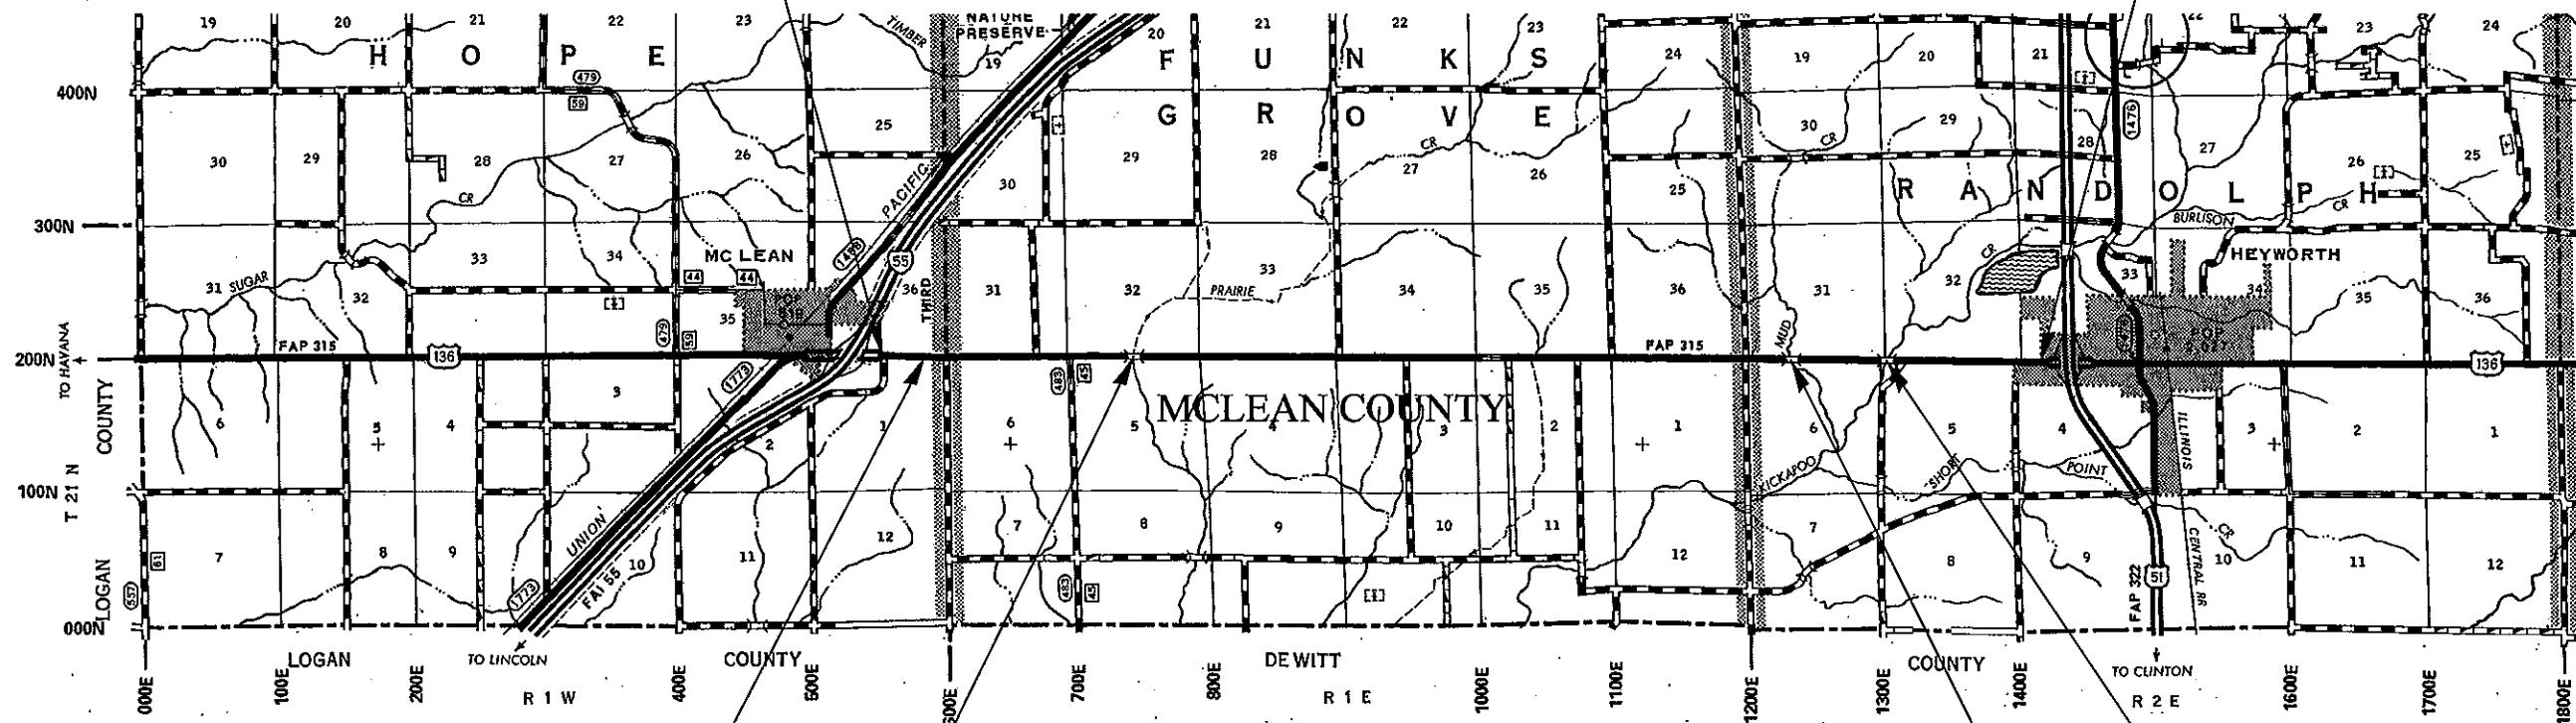 19 20 21 22 23 TIMBER NATURE 20 21 22 23 24 19 20 21 22 23 24
PRESERVE
19
H O P E
F U N K S
479
59
400N
G R O V E
1476
30 29 28 27 26 25
30 29 28 27 26 25
30 29 28 27 26 25
CR
CR
CR
PACIFIC
R A N D O L P H
CR
BURLISON
300N
MC LEAN
1488
55
HEYWORTH
CR
31 SUGAR 32 33 34 35 36
44 44
POP
THIRD
31 32 33 34 35 36
PRAIRIE
31 32 33 34 35 36
MUD
POP
479
59
TO HAVANA
200N
FAP 315
136
FAP 315
136
COUNTY
1773
483
45
MCLEAN COUNTY
6 5 4 3 2 1
6 5 4 3 2 1
6 5 4 3 2 1
ILLINOIS
KICKAPOO
SHORT
POINT
T 21 N
100N
CR
7 8 9 10 11 12
7 8 9 10 11 12
7 8 9 10 11 12
UNION
FAI 55
1773
61
557
483
45
LOGAN
CENTRAL RR
FAP 322
51
000N
LOGAN COUNTY DEWITT COUNTY
TO LINCOLN
TO CLINTON
000E 100E 200E 400E 500E 600E 700E 800E 1000E 1100E 1200E 1300E 1400E 1600E 1700E 1800E
R 1 W R 1 E R 2 E